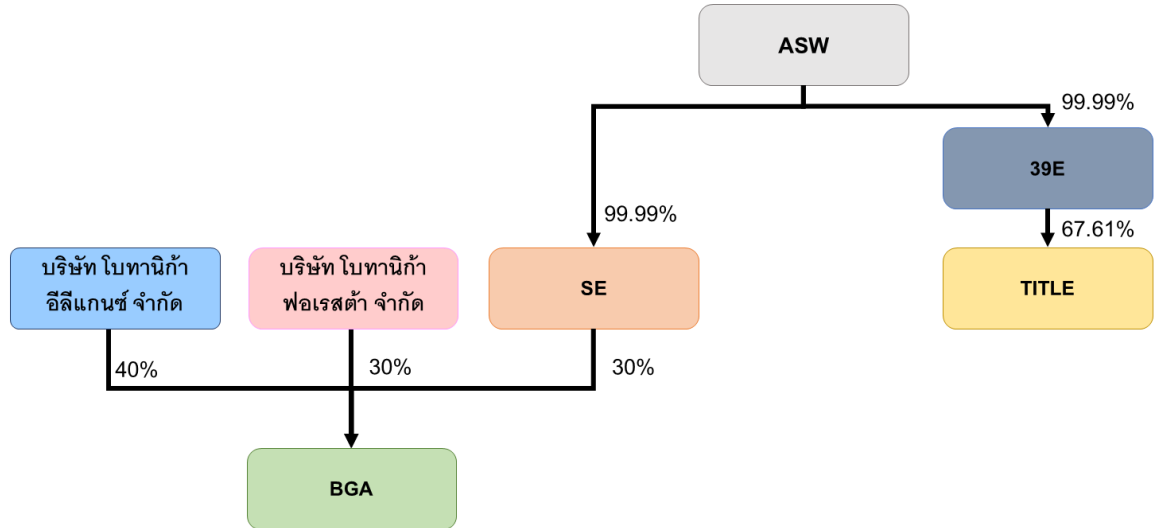 ASW
99.99%
39E
99.99%
67.61%
บริษัท โบทานิก้า
อีลีแกนซ์ จำกัด
บริษัท โบทานิก้า
ฟอเรสต้า จำกัด
SE
TITLE
40%
30%
30%
BGA